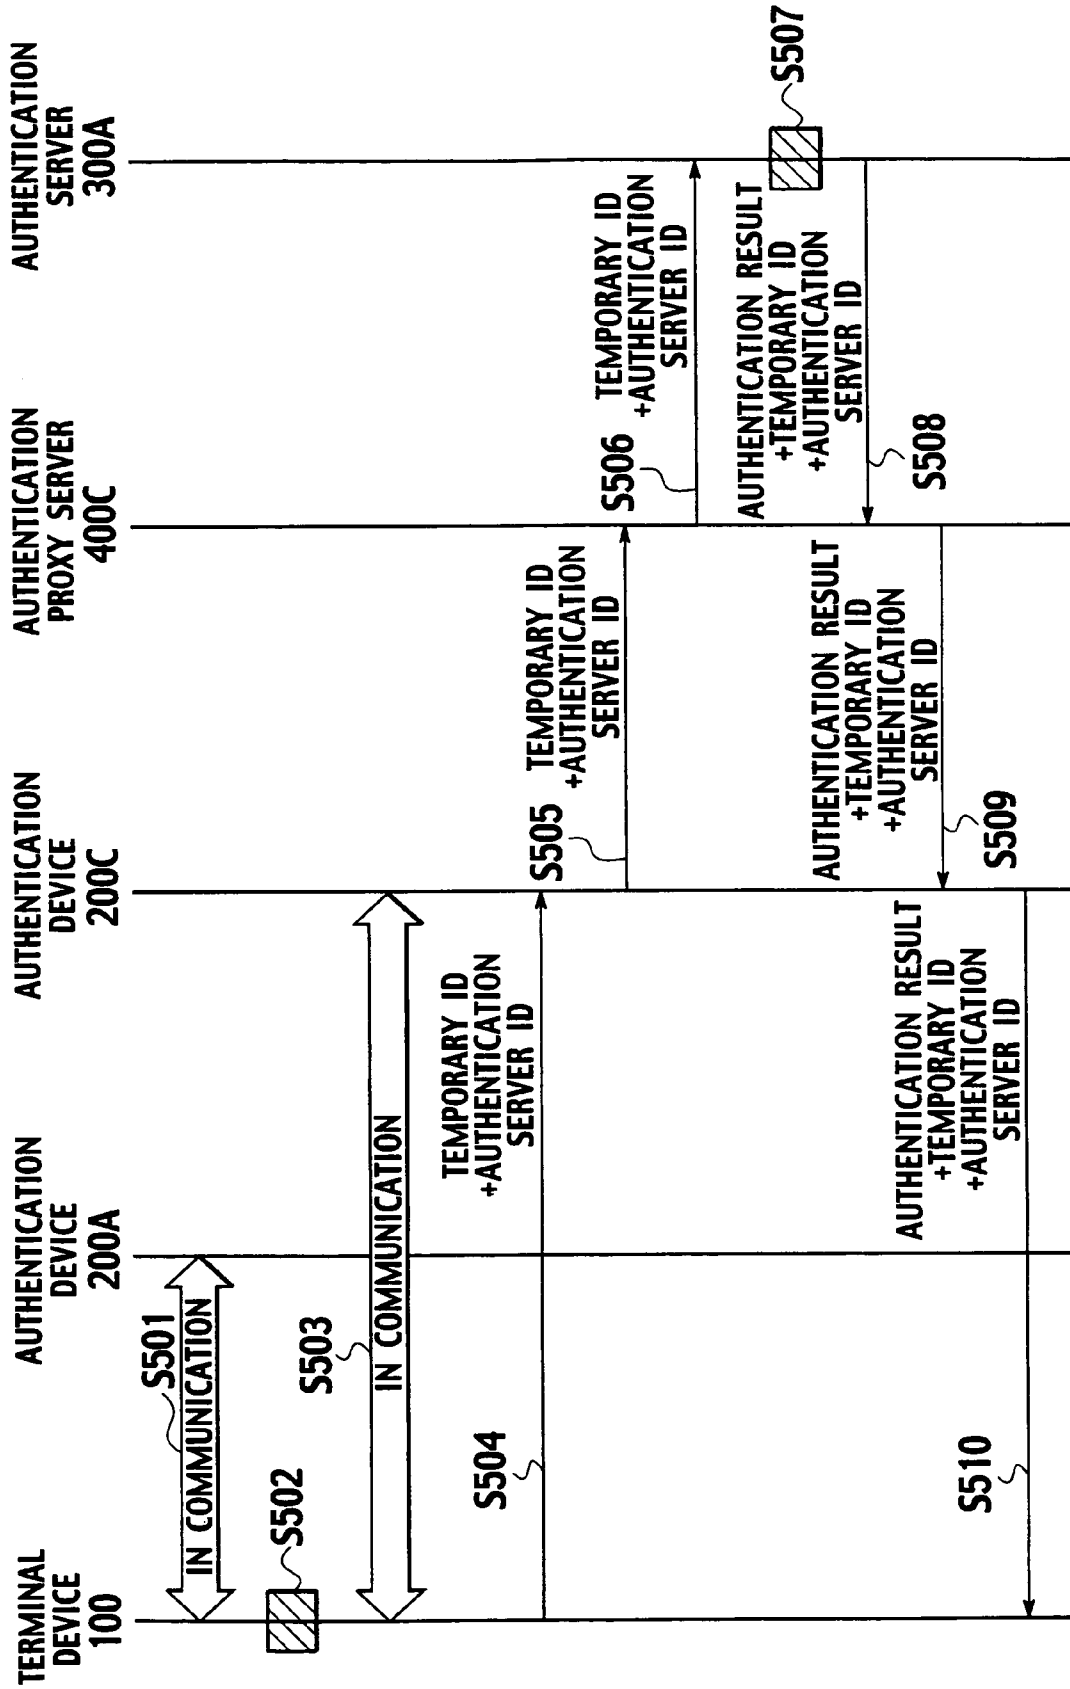 TERMINAL
DEVICE
100
AUTHENTICATION
DEVICE
200A
AUTHENTICATION
DEVICE
200C
AUTHENTICATION
PROXY SERVER
400C
AUTHENTICATION
SERVER
300A
S501
IN COMMUNICATION
S502
S503
IN COMMUNICATION
S504
TEMPORARY ID
+AUTHENTICATION
SERVER ID
S505
TEMPORARY ID
+AUTHENTICATION
SERVER ID
S506
TEMPORARY ID
+AUTHENTICATION
SERVER ID
S507
AUTHENTICATION RESULT
+TEMPORARY ID
+AUTHENTICATION
SERVER ID
S508
AUTHENTICATION RESULT
+TEMPORARY ID
+AUTHENTICATION
SERVER ID
S509
AUTHENTICATION RESULT
+TEMPORARY ID
+AUTHENTICATION
SERVER ID
S510